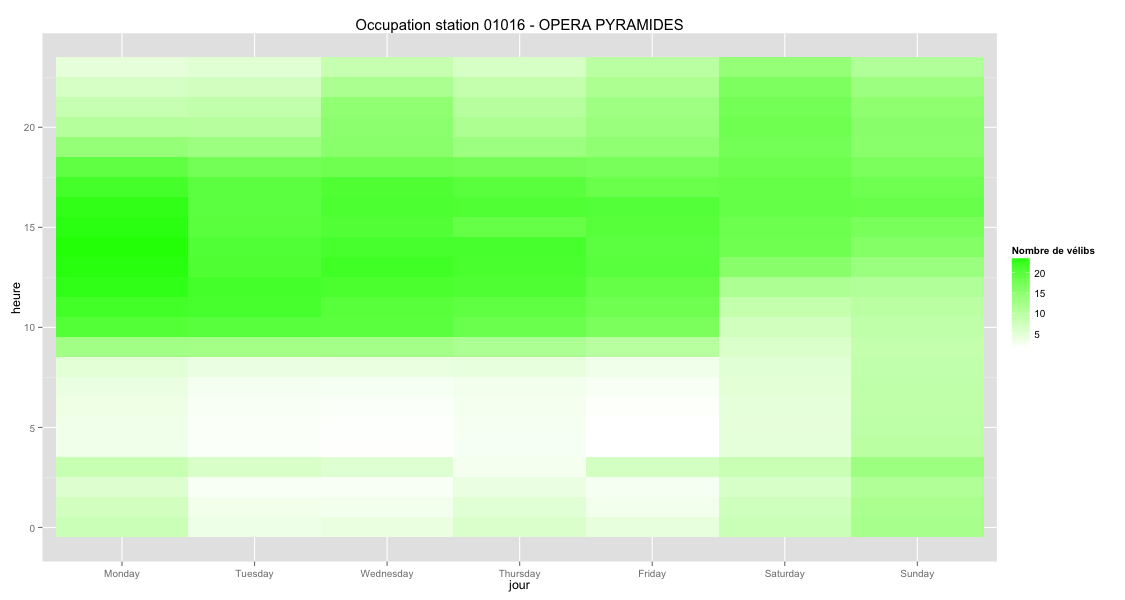 Occupation station 01016 - OPERA PYRAMIDES
heure
20
15
10
5
0
Monday Tuesday Wednesday Thursday Friday Saturday Sunday
jour
Nombre de vélibs
20
15
10
5